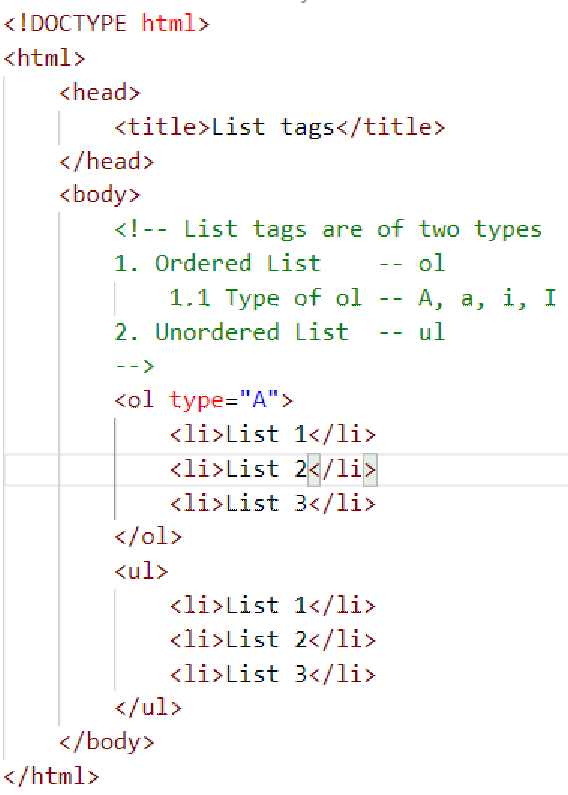 <!DOCTYPE html>
<html>
<head>
<title>List tags</title>
</head>
<body>
<!-- List tags are of two types
1. Ordered List    -- ol
1.1 Type of ol -- A, a, i, I
2. Unordered List  -- ul
-->
<ol type="A">
<li>List 1</li>
<li>List 2</li>
<li>List 3</li>
</ol>
<ul>
<li>List 1</li>
<li>List 2</li>
<li>List 3</li>
</ul>
</body>
</html>